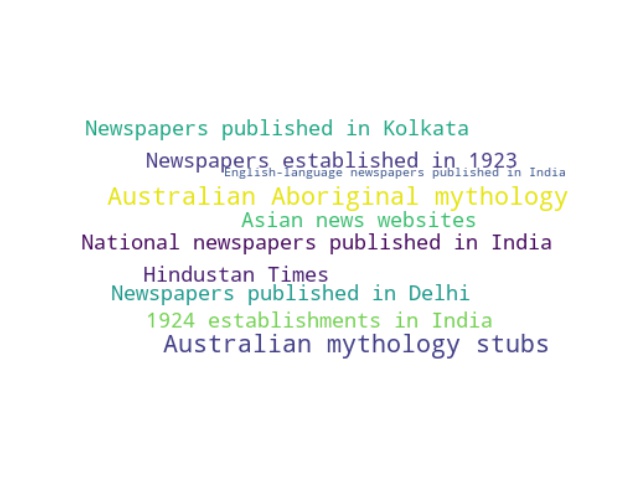 Newspapers published in Kolkata
Newspapers established in 1923
English-language newspapers published in India
Australian Aboriginal mythology
Asian news websites
National newspapers published in India
Hindustan Times
Newspapers published in Delhi
1924 establishments in India
Australian mythology stubs